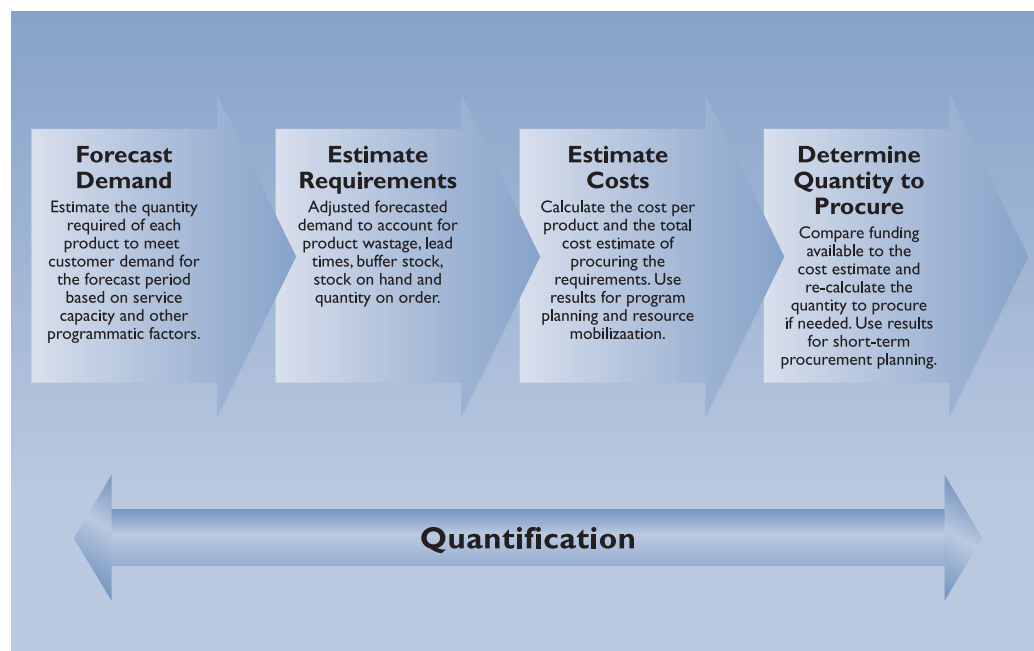 Forecast
Demand
Estimate the quantity
required of each
product to meet
customer demand for
the forecast period
based on service
capacity and other
programmatic factors.
Estimate
Requirements
Adjusted forecasted
demand to account for
product wastage, lead
times, buffer stock,
stock on hand and
quantity on order.
Estimate
Costs
Calculate the cost per
product and the total
cost estimate of
procuring the
requirements. Use
results for program
planning and resource
mobilizaation.
Determine
Quantity to
Procure
Compare funding
available to the
cost estimate and
re-calculate the
quantity to procure
if needed. Use results
for short-term
procurement planning.
Quantification